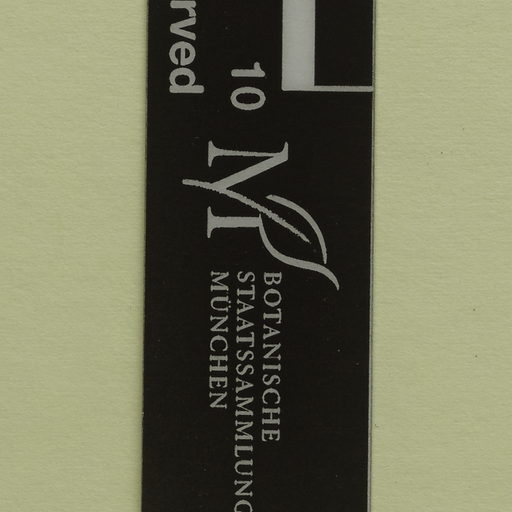 rved
10
BOTANISCHE
STAATSSAMMLUNG
MÜNCHEN